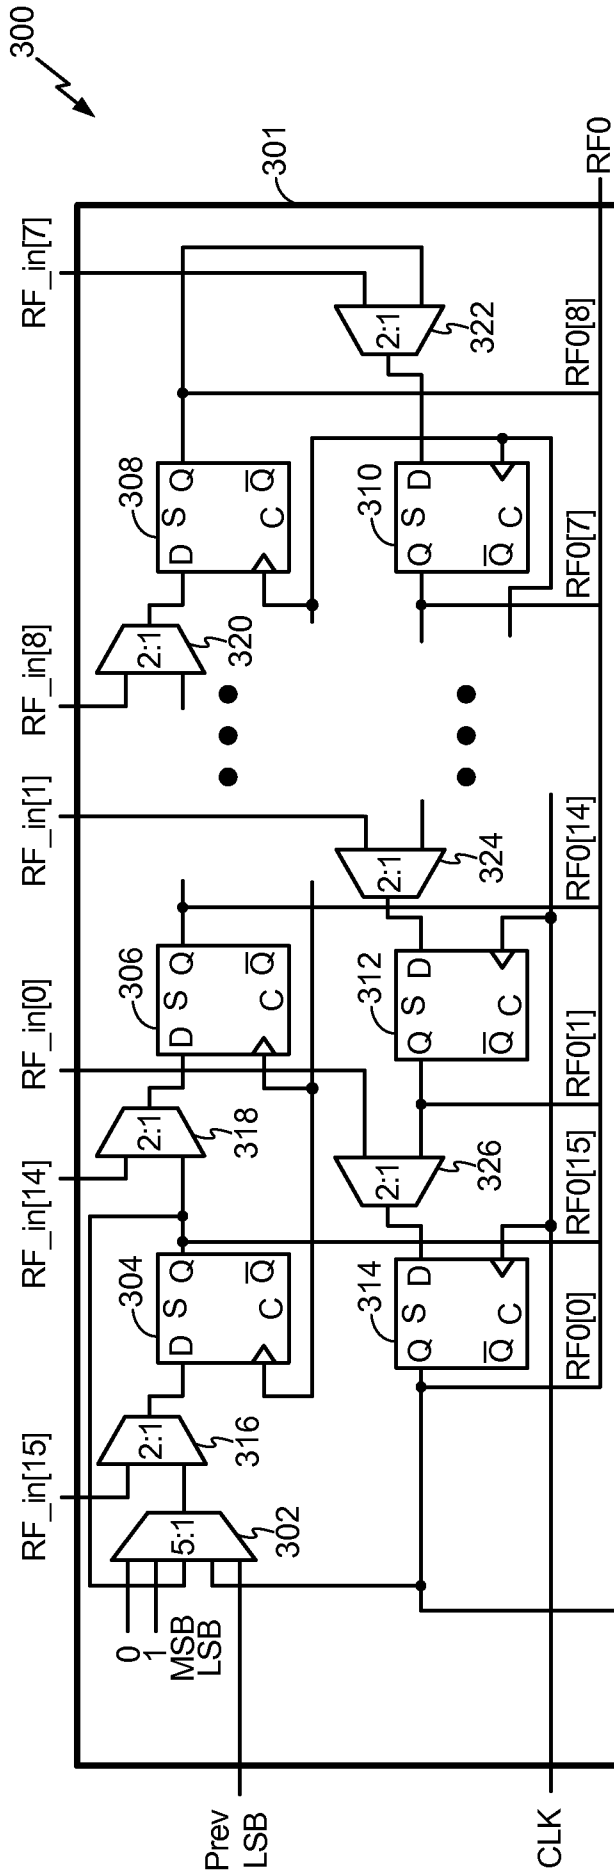 300
301
RF_in[15]
RF_in[14]
RF_in[0]
RF_in[1]
RF_in[8]
RF_in[7]
0
1
MSB
LSB
5:1
302
2:1
316
304
D S Q
C Q
2:1
318
306
D S Q
C Q
2:1
320
308
D S Q
C Q
2:1
322
314
Q S D
Q C
2:1
326
312
Q S D
Q C
2:1
324
310
Q S D
Q C
Prev
LSB
CLK
RF0[0]
RF0[15]
RF0[1]
RF0[14]
RF0[7]
RF0[8]
RF0